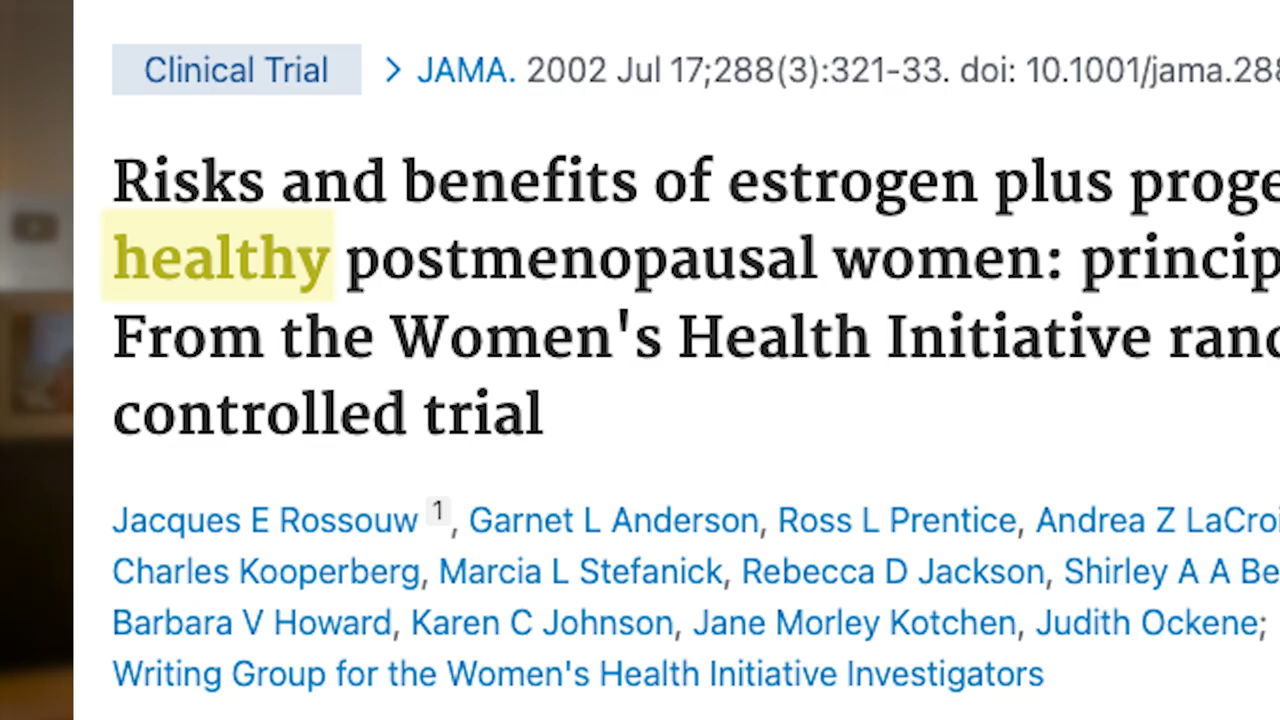 Clinical Trial > JAMA. 2002 Jul 17;288(3):321-33. doi: 10.1001/jama.288
Risks and benefits of estrogen plus proge
healthy postmenopausal women: princip
From the Women's Health Initiative rand
controlled trial
Jacques E Rossouw 1, Garnet L Anderson, Ross L Prentice, Andrea Z LaCroi
Charles Kooperberg, Marcia L Stefanick, Rebecca D Jackson, Shirley A A Be
Barbara V Howard, Karen C Johnson, Jane Morley Kotchen, Judith Ockene;
Writing Group for the Women's Health Initiative Investigators